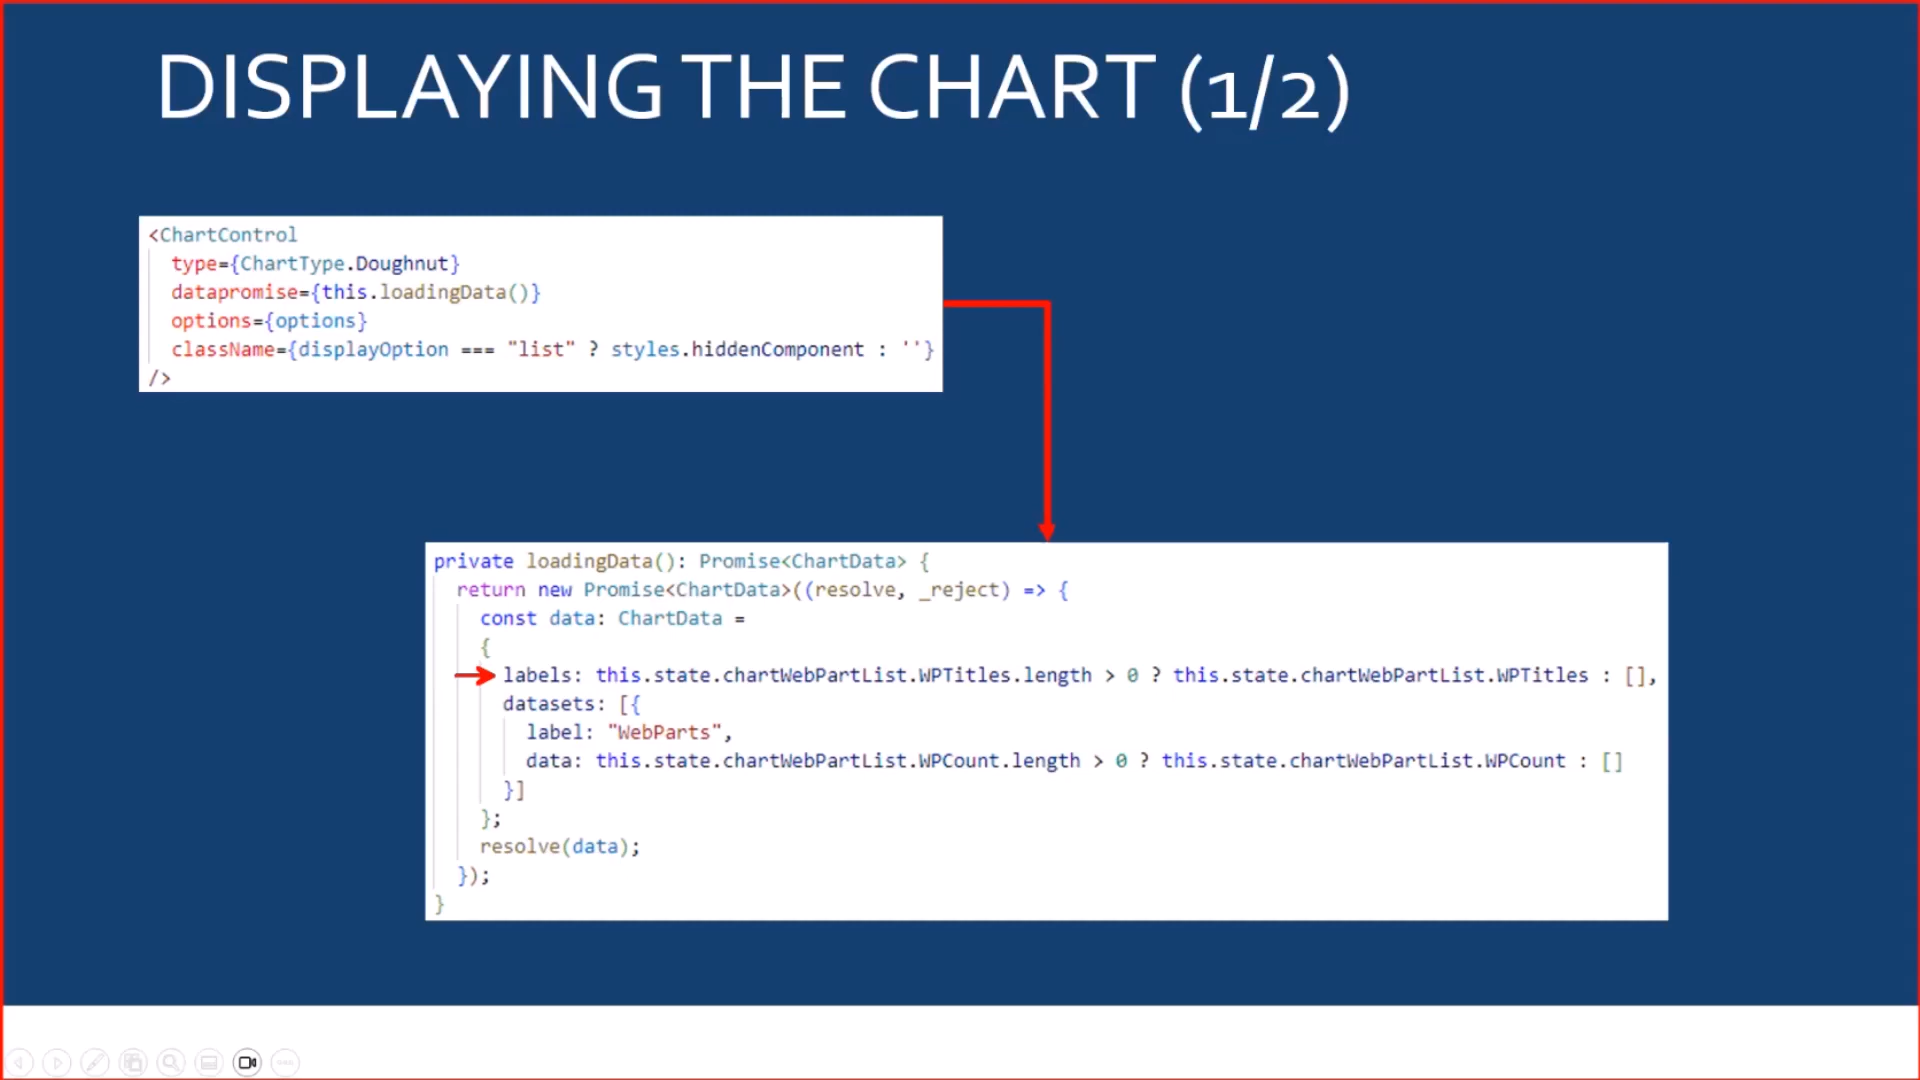 DISPLAYING THE CHART (1/2)
<ChartControl
type={ChartType.Doughnut}
datapromise={this.loadingData()}
options={options}
className={displayOption === "list" ? styles.hiddenComponent : ''}
/>
private loadingData(): Promise<ChartData> {
return new Promise<ChartData>((resolve, _reject) => {
const data: ChartData =
{
labels: this.state.chartWebPartList.WPTitles.length > 0 ? this.state.chartWebPartList.WPTitles : [],
datasets: [{
label: "WebParts",
data: this.state.chartWebPartList.WPCount.length > 0 ? this.state.chartWebPartList.WPCount : []
}]
};
resolve(data);
});
}